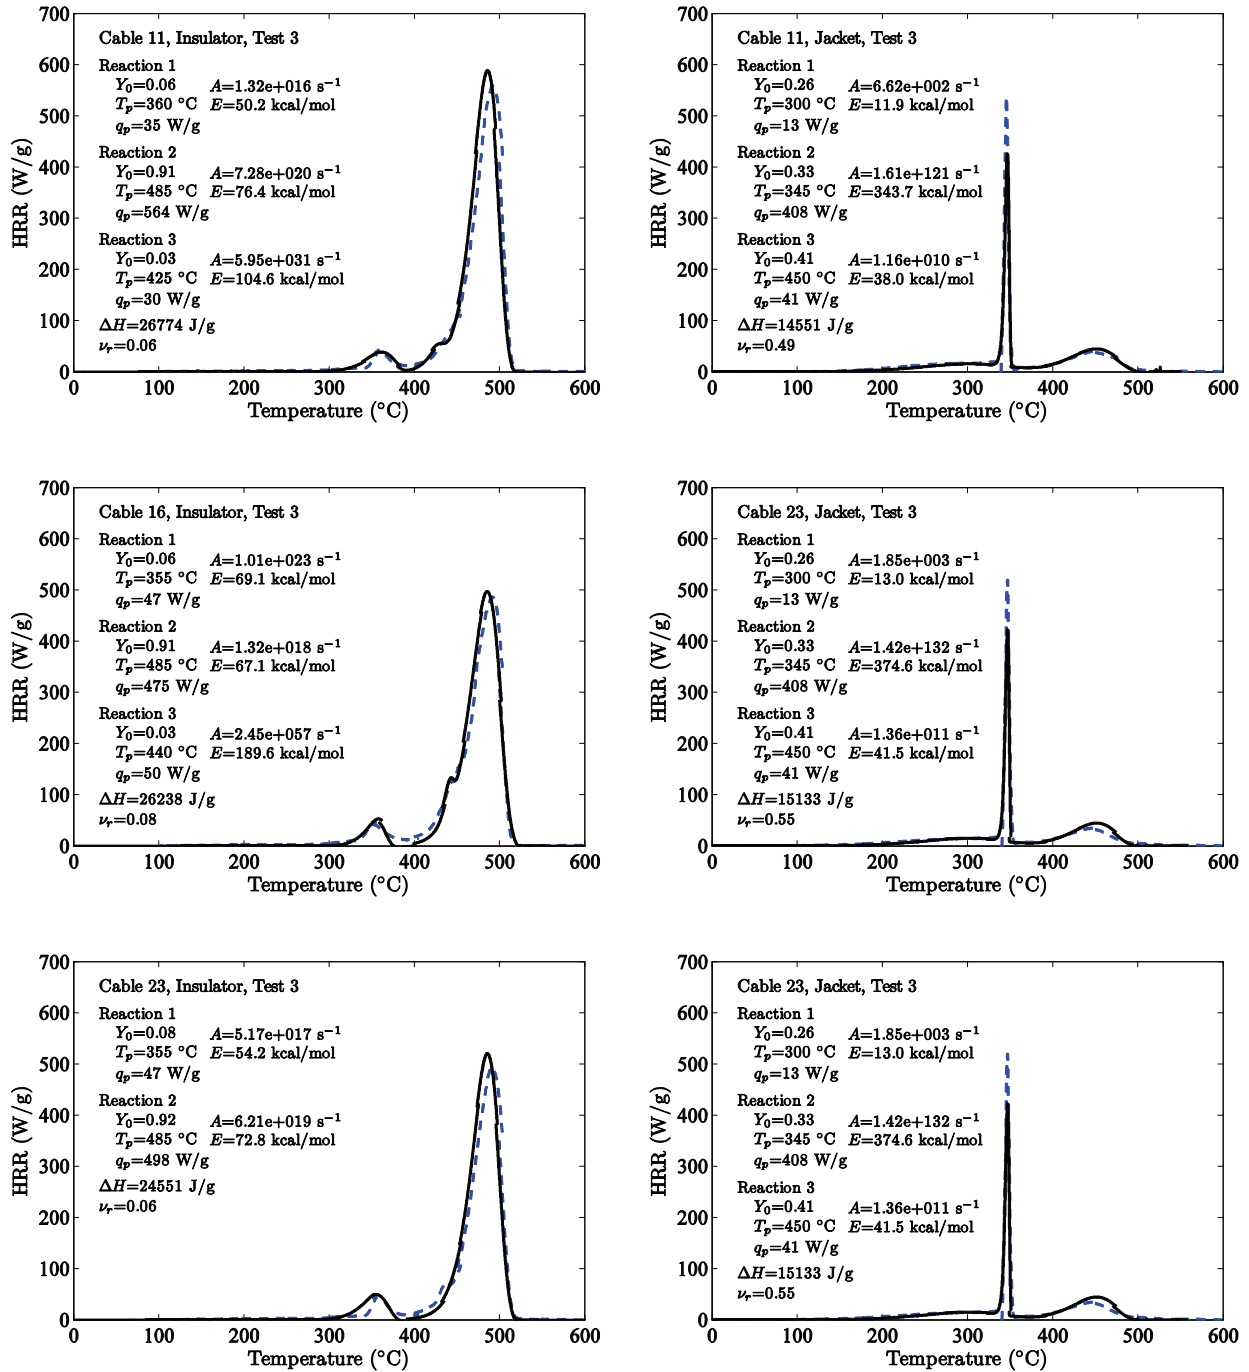 Cable 11, Insulator, Test 3
Reaction 1
Y₀=0.06 A=1.32e+016 s⁻¹
Tₚ=360 °C E=50.2 kcal/mol
qₚ=35 W/g
Reaction 2
Y₀=0.91 A=7.28e+020 s⁻¹
Tₚ=485 °C E=76.4 kcal/mol
qₚ=564 W/g
Reaction 3
Y₀=0.03 A=5.95e+031 s⁻¹
Tₚ=425 °C E=104.6 kcal/mol
qₚ=30 W/g
ΔH=26774 J/g
νᵣ=0.06
HRR (W/g)
700
600
500
400
300
200
100
0
0 100 200 300 400 500 600
Temperature (°C)
Cable 11, Jacket, Test 3
Reaction 1
Y₀=0.26 A=6.62e+002 s⁻¹
Tₚ=300 °C E=11.9 kcal/mol
qₚ=13 W/g
Reaction 2
Y₀=0.33 A=1.61e+121 s⁻¹
Tₚ=345 °C E=343.7 kcal/mol
qₚ=408 W/g
Reaction 3
Y₀=0.41 A=1.16e+010 s⁻¹
Tₚ=450 °C E=38.0 kcal/mol
qₚ=41 W/g
ΔH=14551 J/g
νᵣ=0.49
HRR (W/g)
700
600
500
400
300
200
100
0
0 100 200 300 400 500 600
Temperature (°C)
Cable 16, Insulator, Test 3
Reaction 1
Y₀=0.06 A=1.01e+023 s⁻¹
Tₚ=355 °C E=69.1 kcal/mol
qₚ=47 W/g
Reaction 2
Y₀=0.91 A=1.32e+018 s⁻¹
Tₚ=485 °C E=67.1 kcal/mol
qₚ=475 W/g
Reaction 3
Y₀=0.03 A=2.45e+057 s⁻¹
Tₚ=440 °C E=189.6 kcal/mol
qₚ=50 W/g
ΔH=26238 J/g
νᵣ=0.08
HRR (W/g)
700
600
500
400
300
200
100
0
0 100 200 300 400 500 600
Temperature (°C)
Cable 23, Jacket, Test 3
Reaction 1
Y₀=0.26 A=1.85e+003 s⁻¹
Tₚ=300 °C E=13.0 kcal/mol
qₚ=13 W/g
Reaction 2
Y₀=0.33 A=1.42e+132 s⁻¹
Tₚ=345 °C E=374.6 kcal/mol
qₚ=408 W/g
Reaction 3
Y₀=0.41 A=1.36e+011 s⁻¹
Tₚ=450 °C E=41.5 kcal/mol
qₚ=41 W/g
ΔH=15133 J/g
νᵣ=0.55
HRR (W/g)
700
600
500
400
300
200
100
0
0 100 200 300 400 500 600
Temperature (°C)
Cable 23, Insulator, Test 3
Reaction 1
Y₀=0.08 A=5.17e+017 s⁻¹
Tₚ=355 °C E=54.2 kcal/mol
qₚ=47 W/g
Reaction 2
Y₀=0.92 A=6.21e+019 s⁻¹
Tₚ=485 °C E=72.8 kcal/mol
qₚ=498 W/g
ΔH=24551 J/g
νᵣ=0.06
HRR (W/g)
700
600
500
400
300
200
100
0
0 100 200 300 400 500 600
Temperature (°C)
Cable 23, Jacket, Test 3
Reaction 1
Y₀=0.26 A=1.85e+003 s⁻¹
Tₚ=300 °C E=13.0 kcal/mol
qₚ=13 W/g
Reaction 2
Y₀=0.33 A=1.42e+132 s⁻¹
Tₚ=345 °C E=374.6 kcal/mol
qₚ=408 W/g
Reaction 3
Y₀=0.41 A=1.36e+011 s⁻¹
Tₚ=450 °C E=41.5 kcal/mol
qₚ=41 W/g
ΔH=15133 J/g
νᵣ=0.55
HRR (W/g)
700
600
500
400
300
200
100
0
0 100 200 300 400 500 600
Temperature (°C)